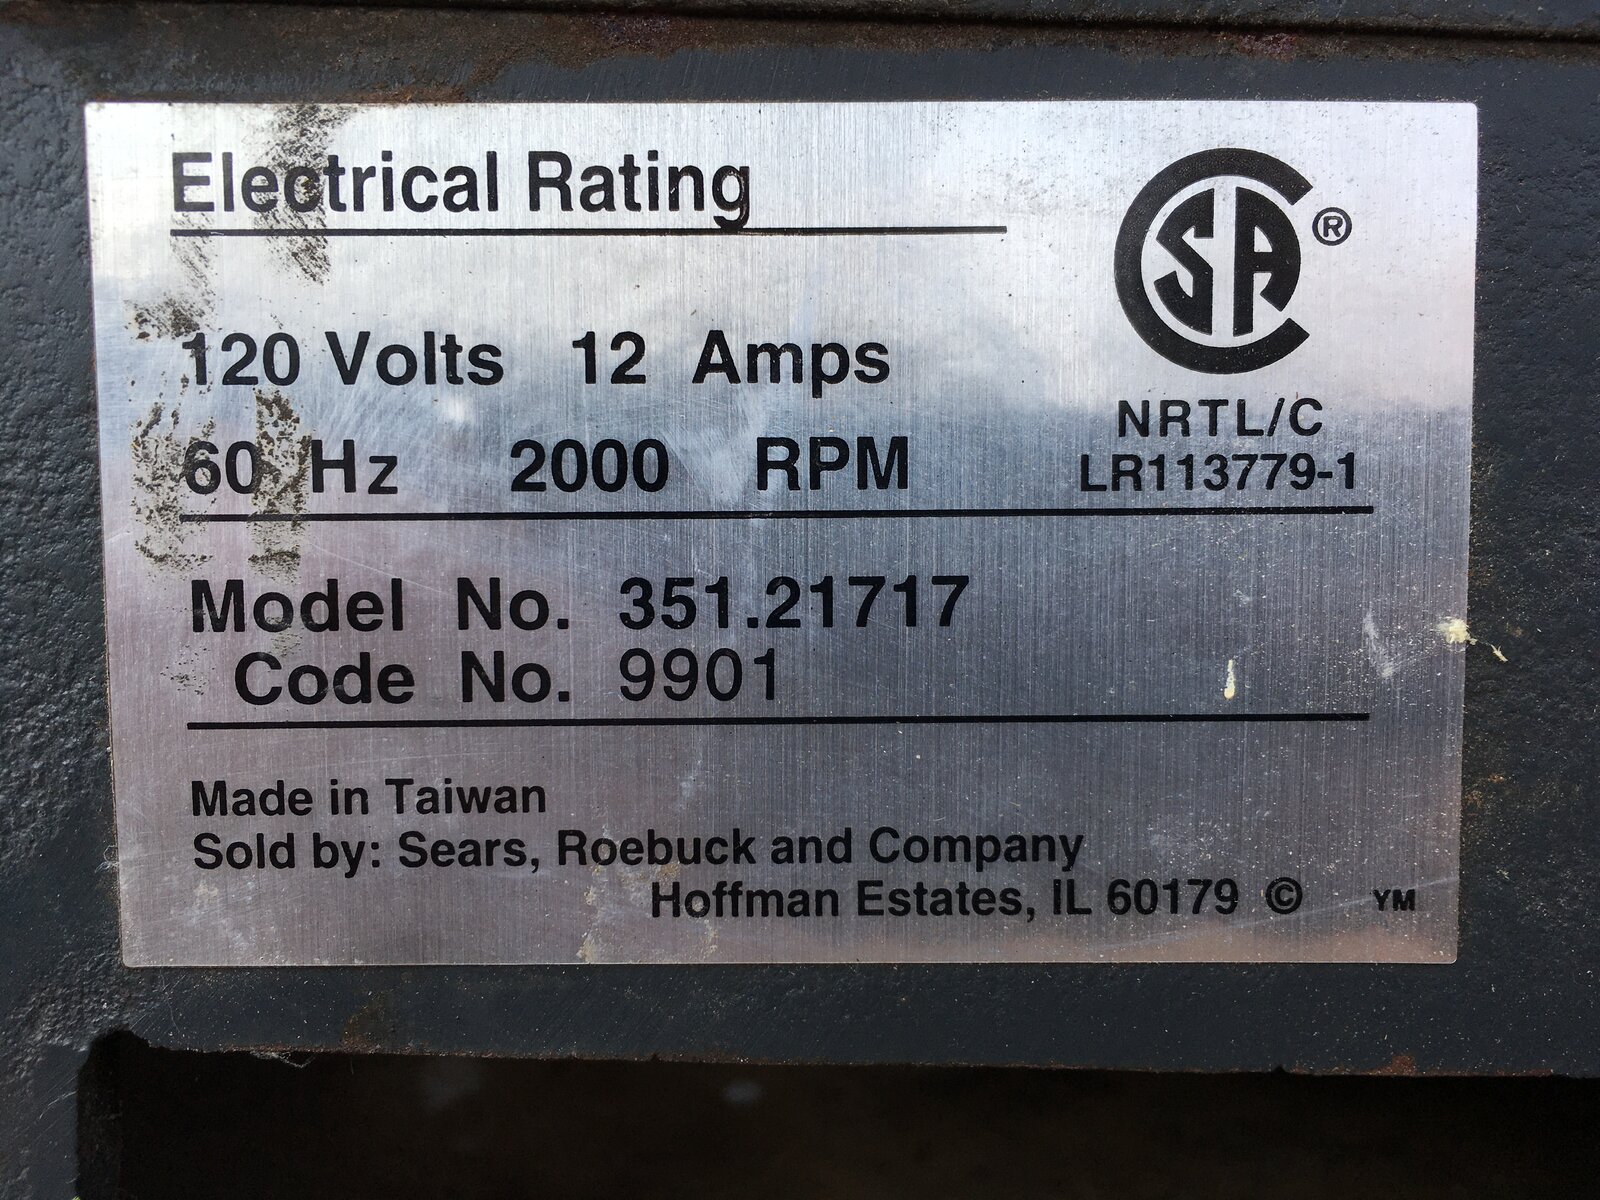 Electrical Rating
120 Volts 12 Amps
60 Hz 2000 RPM
CSA ®
NRTL/C
LR113779-1
Model No. 351.21717
Code No. 9901
Made in Taiwan
Sold by: Sears, Roebuck and Company
Hoffman Estates, IL 60179 © YM